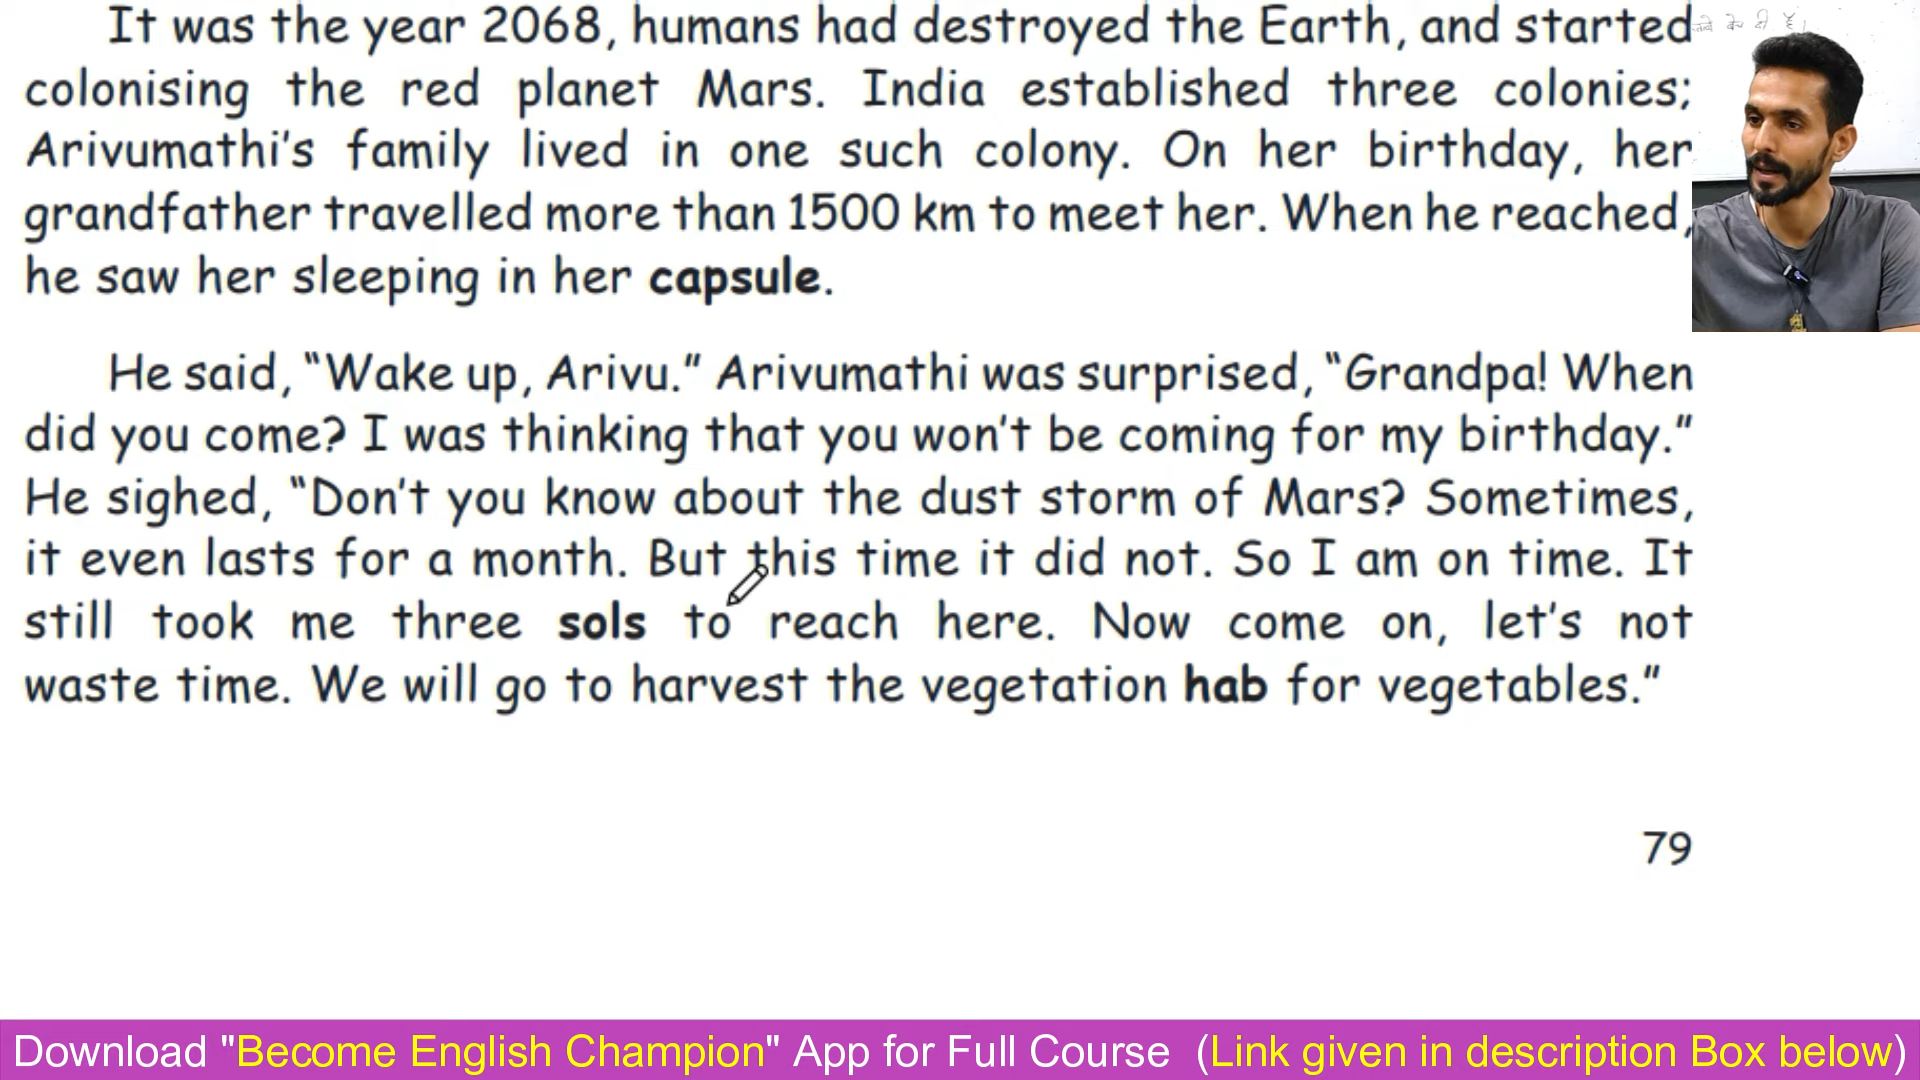 It was the year 2068, humans had destroyed the Earth, and started
colonising the red planet Mars. India established three colonies;
Arivumathi's family lived in one such colony. On her birthday, her
grandfather travelled more than 1500 km to meet her. When he reached,
he saw her sleeping in her capsule.
He said, “Wake up, Arivu.” Arivumathi was surprised, “Grandpa! When
did you come? I was thinking that you won't be coming for my birthday.”
He sighed, “Don't you know about the dust storm of Mars? Sometimes,
it even lasts for a month. But this time it did not. So I am on time. It
still took me three sols to reach here. Now come on, let's not
waste time. We will go to harvest the vegetation hab for vegetables.”
79
Download "Become English Champion" App for Full Course (Link given in description Box below)